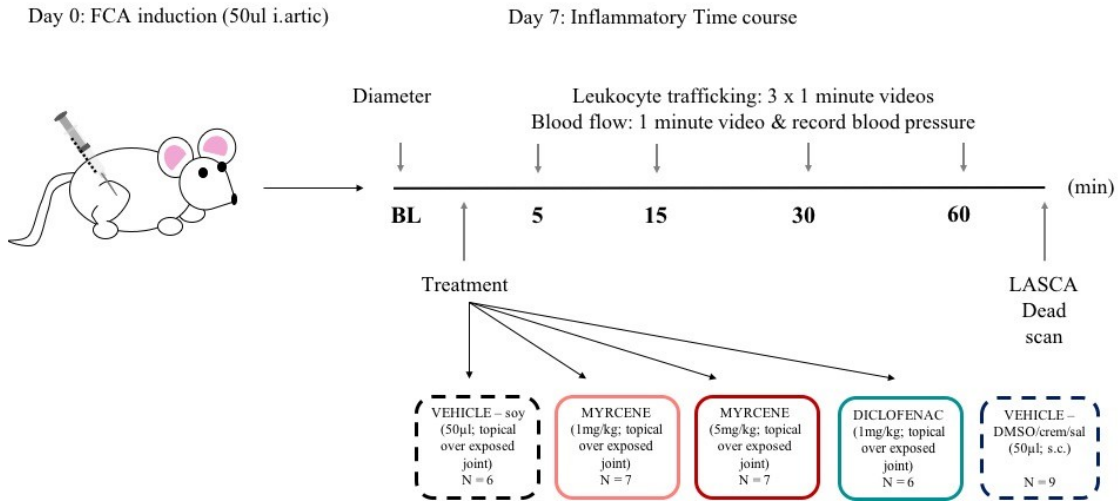 Day 0: FCA induction (50ul i.artic)
Day 7: Inflammatory Time course
Diameter
Leukocyte trafficking: 3 x 1 minute videos
Blood flow: 1 minute video & record blood pressure
(min)
BL
5
15
30
60
Treatment
LASCA
Dead
scan
VEHICLE – soy
(50µl; topical
over exposed
joint)
N = 6
MYRCENE
(1mg/kg; topical
over exposed
joint)
N = 7
MYRCENE
(5mg/kg; topical
over exposed
joint)
N = 7
DICLOFENAC
(1mg/kg; topical
over exposed
joint)
N = 6
VEHICLE –
DMSO/crem/sal
(50µl; s.c.)
N = 9